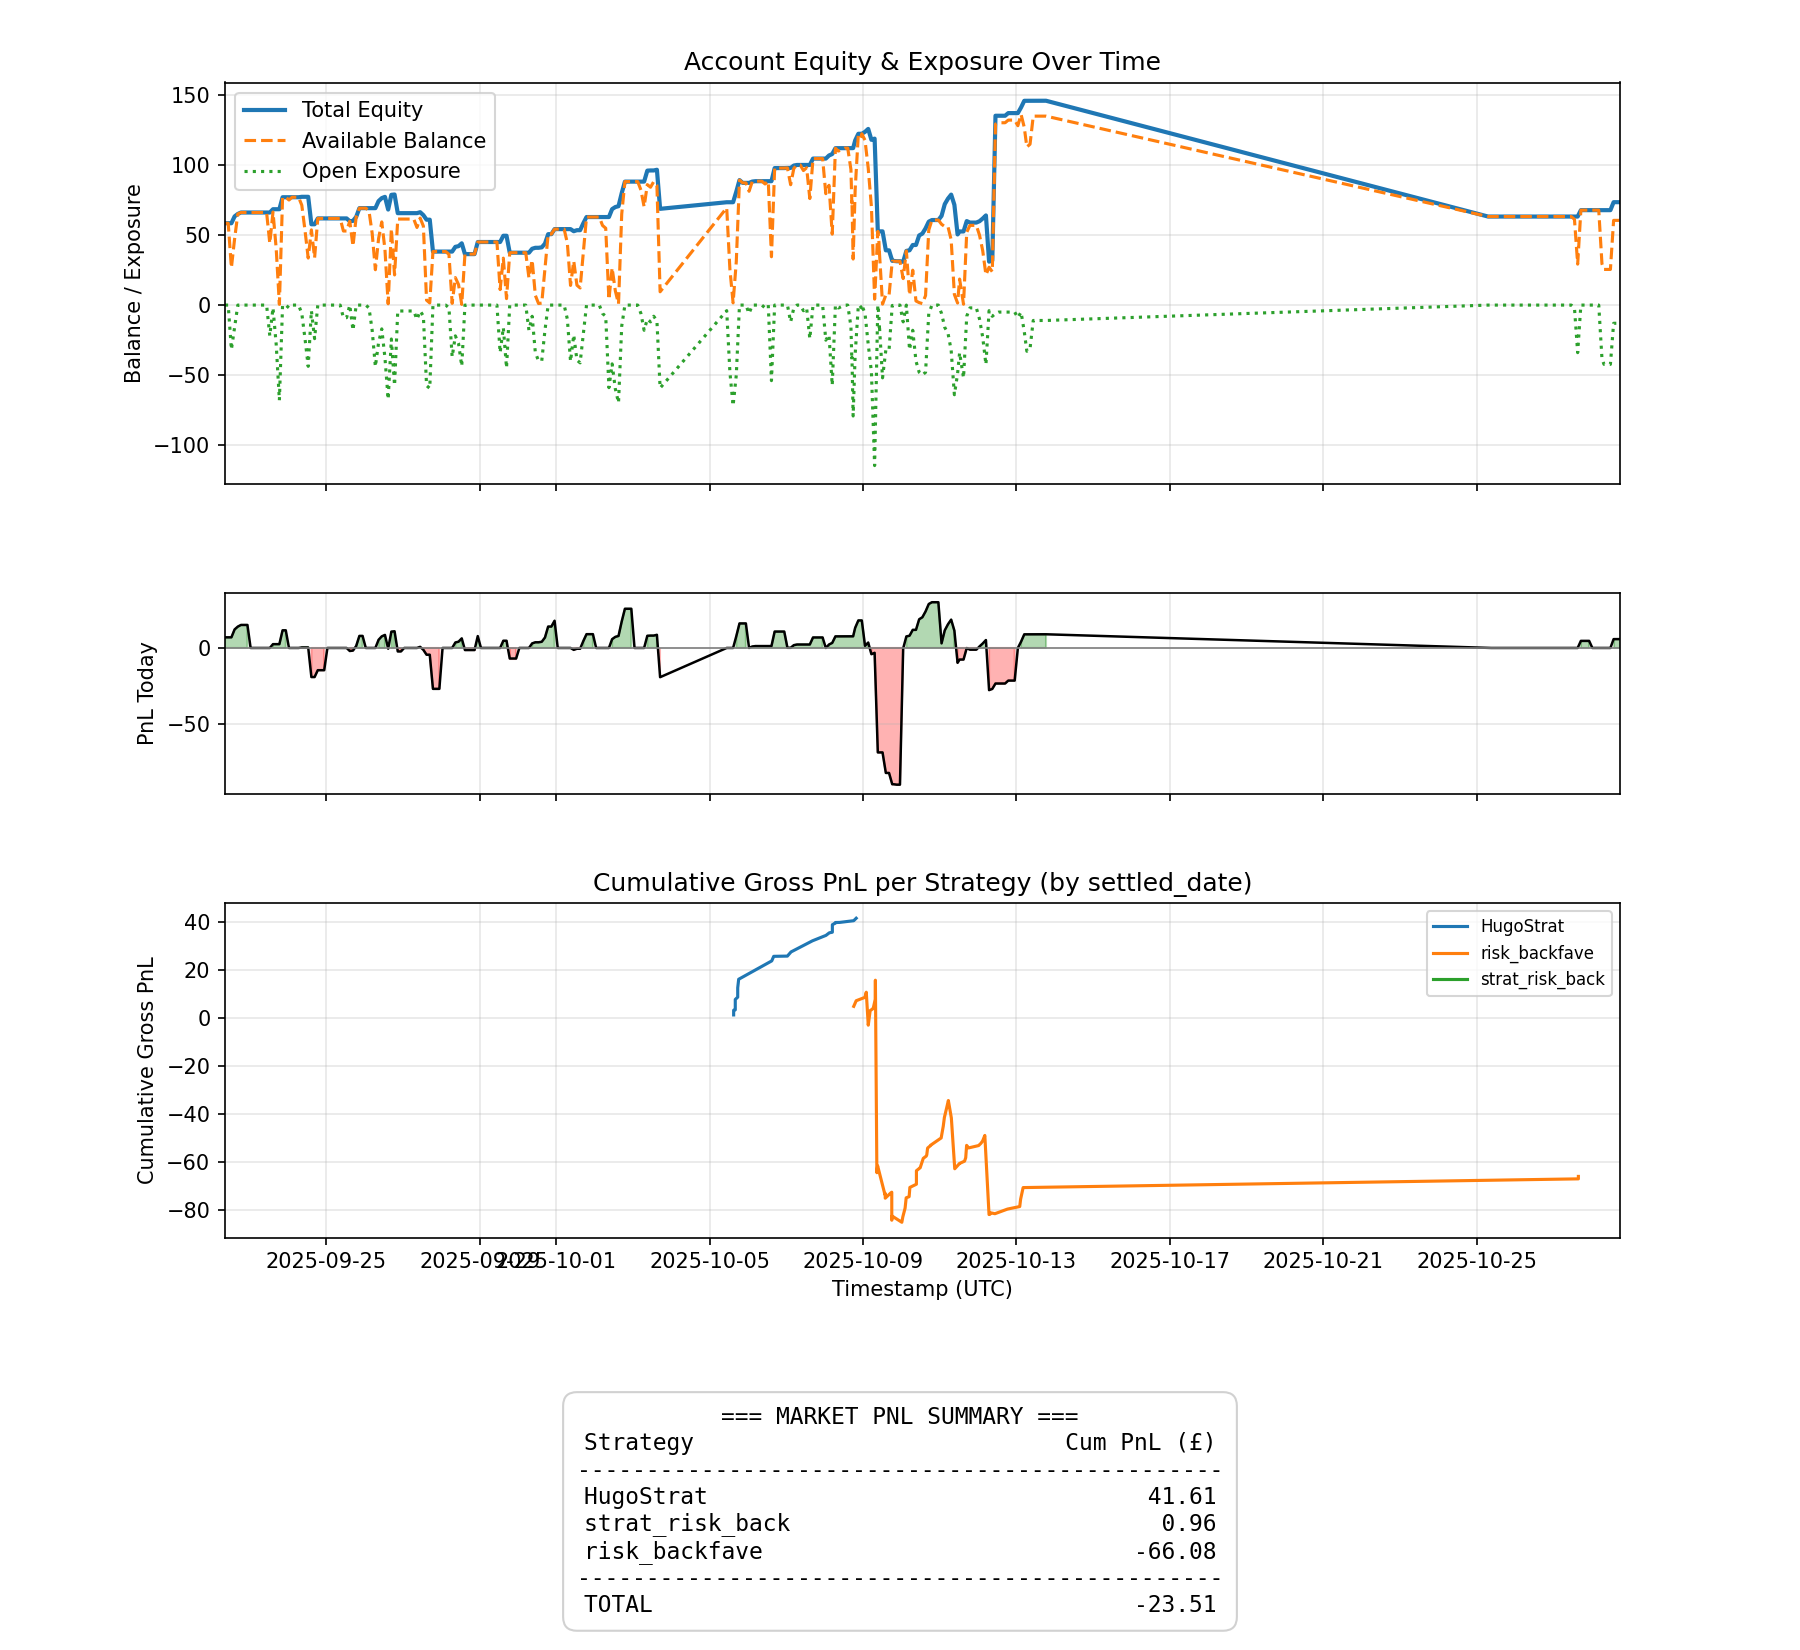 Account Equity & Exposure Over Time
Total Equity
Available Balance
Open Exposure
Balance / Exposure
150
100
50
0
−50
−100
PnL Today
0
−50
Cumulative Gross PnL per Strategy (by settled_date)
HugoStrat
risk_backfave
strat_risk_back
Cumulative Gross PnL
40
20
0
−20
−40
−60
−80
2025-09-25 2025-09-29 2025-10-01 2025-10-05 2025-10-09 2025-10-13 2025-10-17 2025-10-21 2025-10-25
Timestamp (UTC)
=== MARKET PNL SUMMARY ===
Strategy Cum PnL (£)
-----------------------------------------------
HugoStrat 41.61
strat_risk_back 0.96
risk_backfave -66.08
-----------------------------------------------
TOTAL -23.51